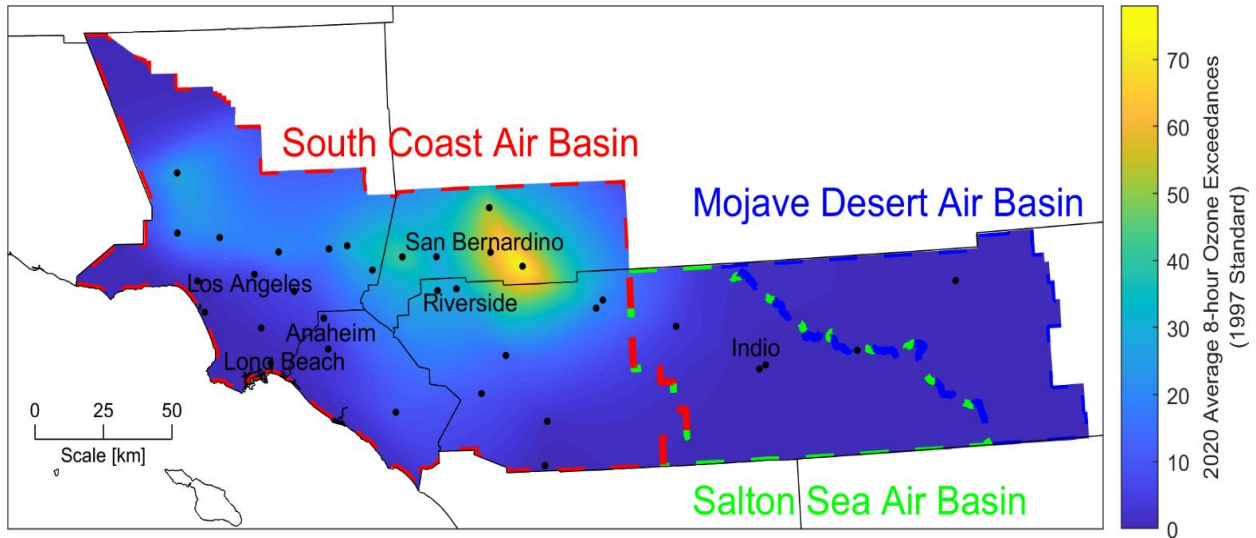 South Coast Air Basin
Mojave Desert Air Basin
San Bernardino
Los Angeles
Riverside
Anaheim
Long Beach
Indio
0 25 50
Scale [km]
Salton Sea Air Basin
70
60
50
40
30
20
10
0
2020 Average 8-hour Ozone Exceedances
(1997 Standard)